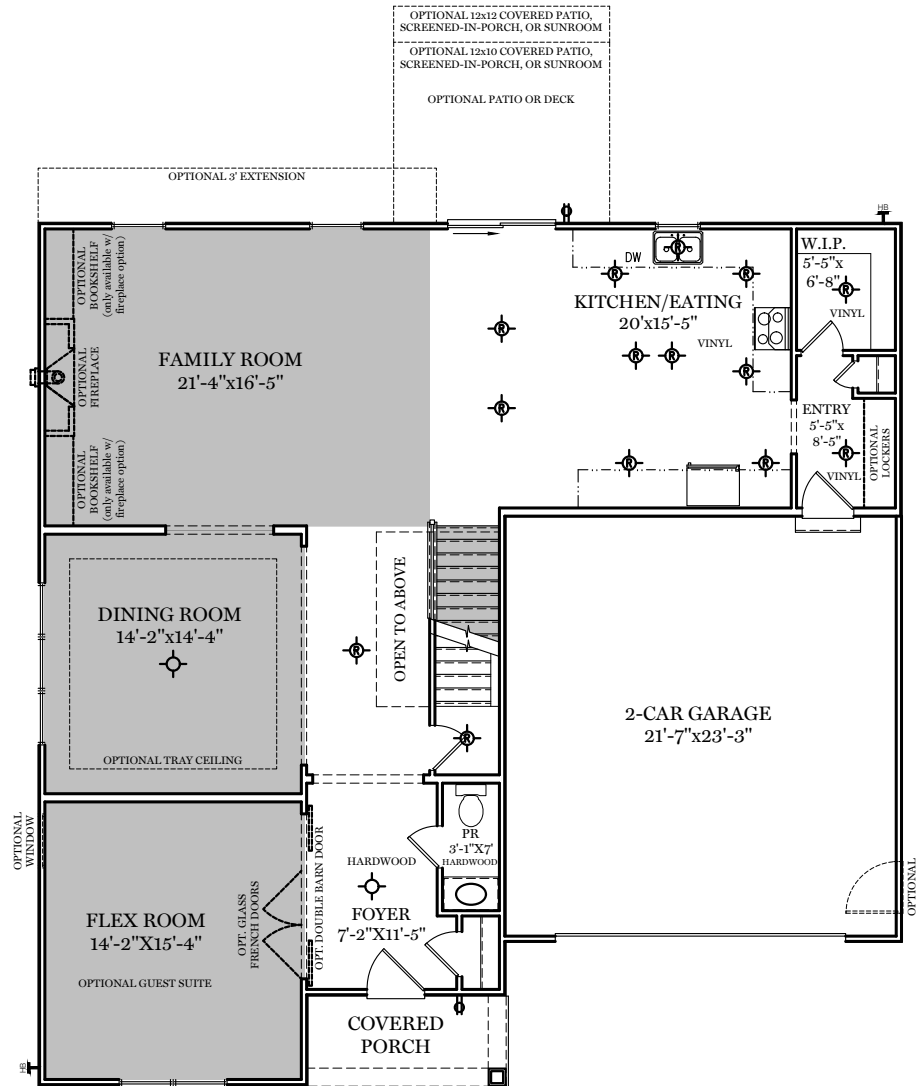 OPTIONAL 12x12 COVERED PATIO,
SCREENED-IN-PORCH, OR SUNROOM
OPTIONAL 12x10 COVERED PATIO,
SCREENED-IN-PORCH, OR SUNROOM
OPTIONAL PATIO OR DECK
OPTIONAL 3' EXTENSION
HB
OPTIONAL
BOOKSHELF
(only available w/
fireplace option)
DW
R
W.I.P.
5'-5"x
6'-8"
R
VINYL
R
R
KITCHEN/EATING
20'x15'-5"
VINYL
R
R
R
R
R
R
R
R
FAMILY ROOM
21'-4"x16'-5"
OPTIONAL
FIREPLACE
OPTIONAL
BOOKSHELF
(only available w/
fireplace option)
ENTRY
5'-5"x
8'-5"
R
VINYL
OPTIONAL
LOCKERS
DINING ROOM
14'-2"x14'-4"
OPTIONAL TRAY CEILING
R
OPEN TO ABOVE
R
2-CAR GARAGE
21'-7"x23'-3"
OPTIONAL
OPTIONAL
WINDOW
FLEX ROOM
14'-2"X15'-4"
OPTIONAL GUEST SUITE
OPT. GLASS
FRENCH DOORS
OPT. DOUBLE BARN DOOR
HARDWOOD
FOYER
7'-2"X11'-5"
PR
3'-1"X7'
HARDWOOD
COVERED
PORCH
HB